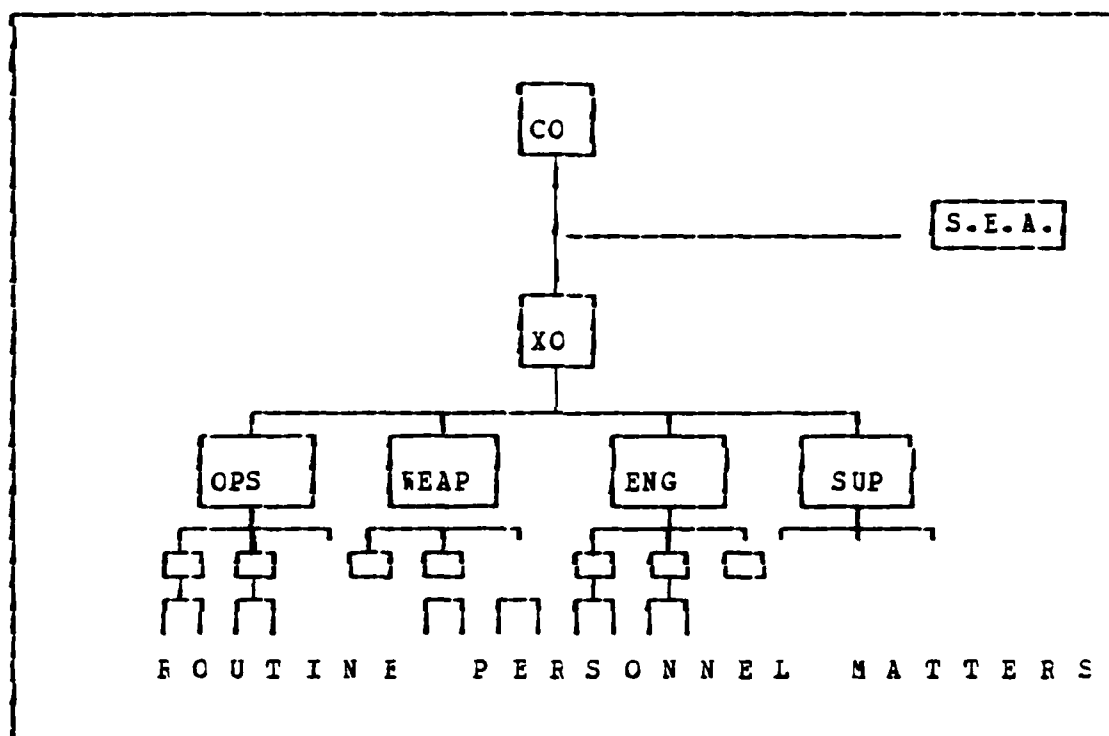 CO
S.E.A.
XO
OPS WEAP ENG SUP
ROUTINE PERSONNEL MATTERS